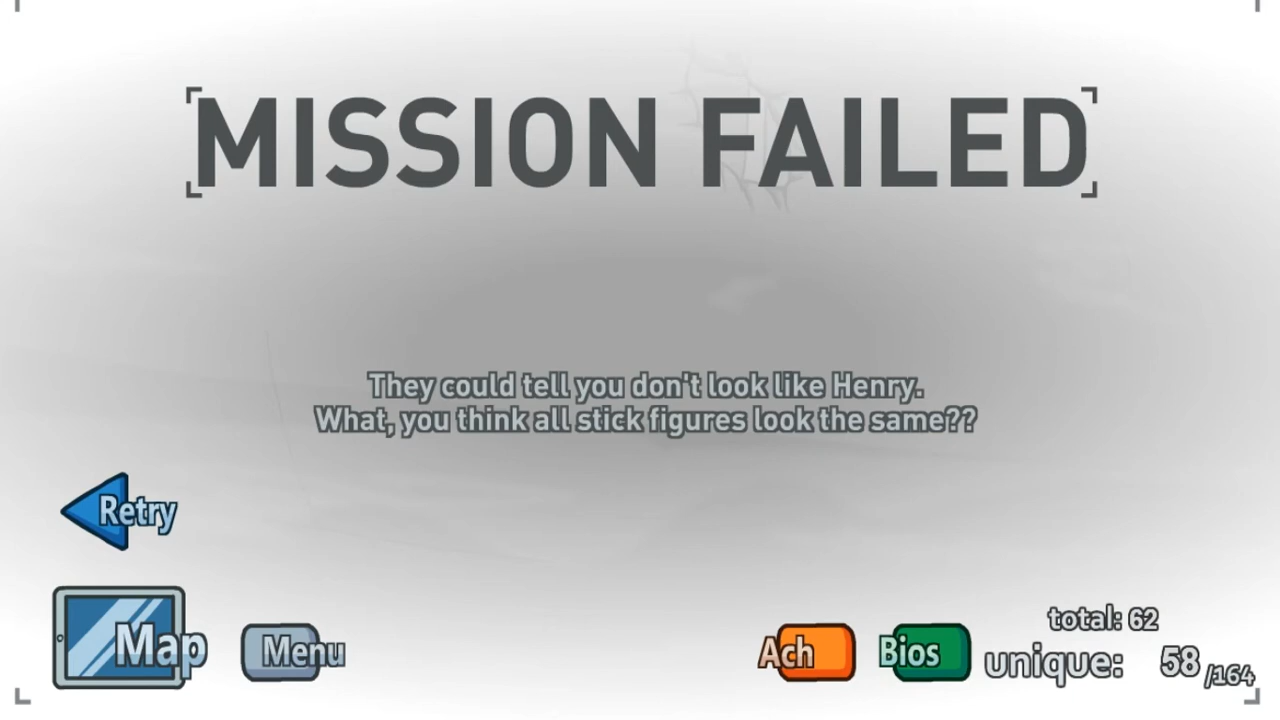 MISSION FAILED
They could tell you don't look like Henry.
What, you think all stick figures look the same??
Retry
Map
Menu
Ach
Bios
total: 62
unique: 58 /164